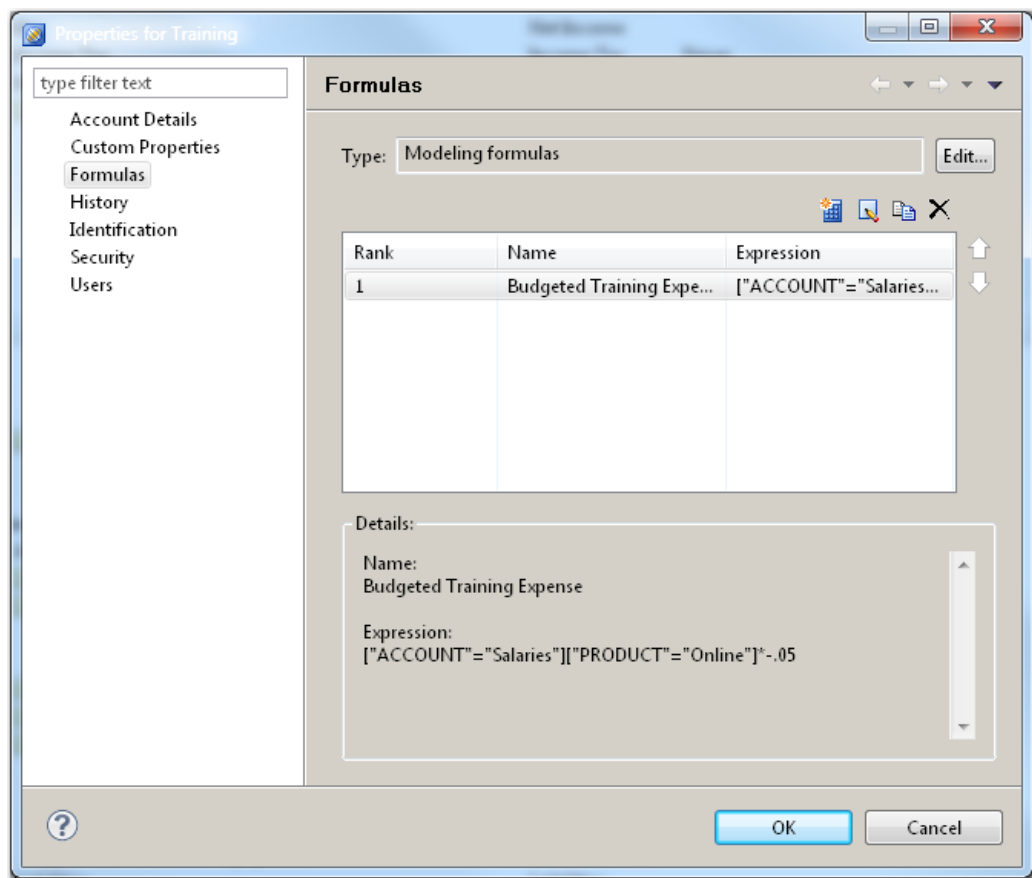 Properties for Training
type filter text
Account Details
Custom Properties
Formulas
History
Identification
Security
Users
Formulas
Type: Modeling formulas Edit...
Rank Name Expression
1 Budgeted Training Expe... ["ACCOUNT"="Salaries...
Details:
Name:
Budgeted Training Expense
Expression:
["ACCOUNT"="Salaries"]["PRODUCT"="Online"]*-.05
? OK Cancel